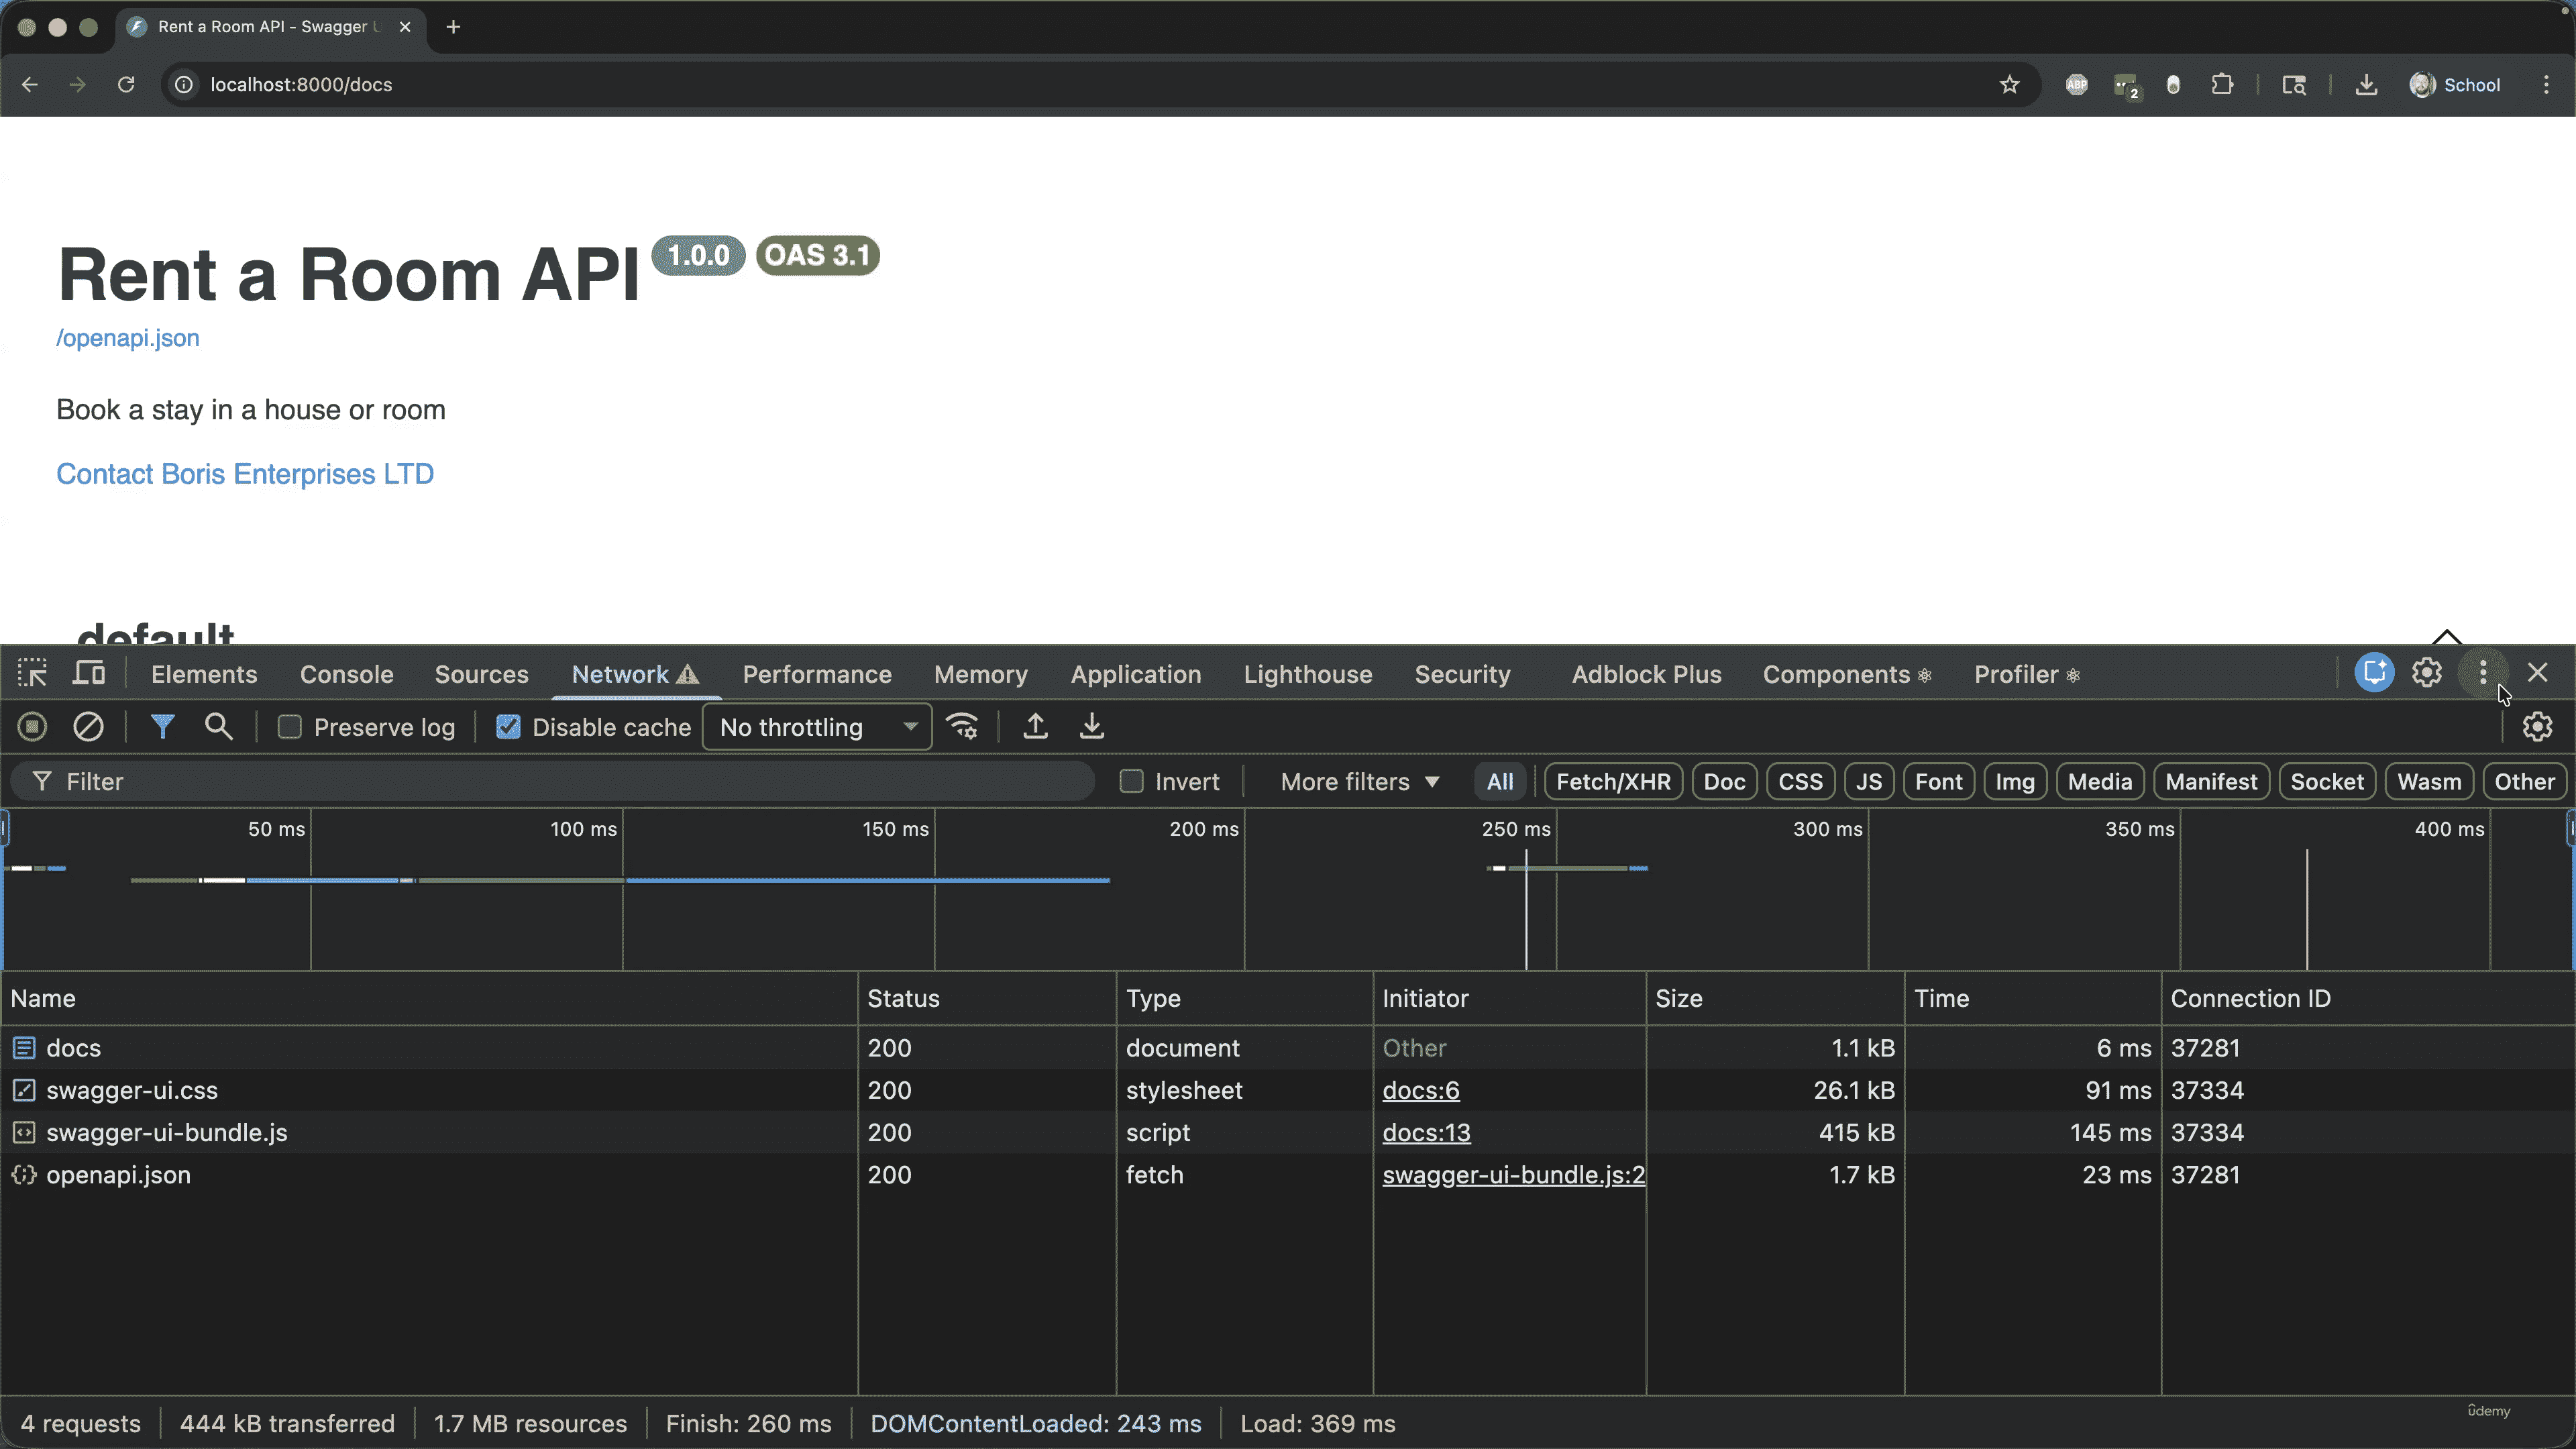 Rent a Room API - Swagger U
localhost:8000/docs
ABP
2
School
Rent a Room API 1.0.0 OAS 3.1
/openapi.json
Book a stay in a house or room
Contact Boris Enterprises LTD
default
Elements Console Sources Network Performance Memory Application Lighthouse Security Adblock Plus Components Profiler
Preserve log Disable cache No throttling
Filter Invert More filters All Fetch/XHR Doc CSS JS Font Img Media Manifest Socket Wasm Other
50 ms 100 ms 150 ms 200 ms 250 ms 300 ms 350 ms 400 ms
Name Status Type Initiator Size Time Connection ID
docs 200 document Other 1.1 kB 6 ms 37281
swagger-ui.css 200 stylesheet docs:6 26.1 kB 91 ms 37334
swagger-ui-bundle.js 200 script docs:13 415 kB 145 ms 37334
openapi.json 200 fetch swagger-ui-bundle.js:2 1.7 kB 23 ms 37281
4 requests 444 kB transferred 1.7 MB resources Finish: 260 ms DOMContentLoaded: 243 ms Load: 369 ms
ûdemy